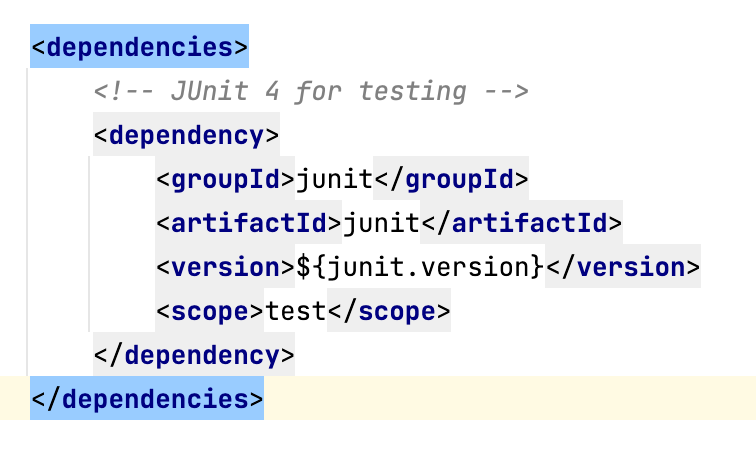 <dependencies>
<!-- JUnit 4 for testing -->
<dependency>
<groupId>junit</groupId>
<artifactId>junit</artifactId>
<version>${junit.version}</version>
<scope>test</scope>
</dependency>
</dependencies>